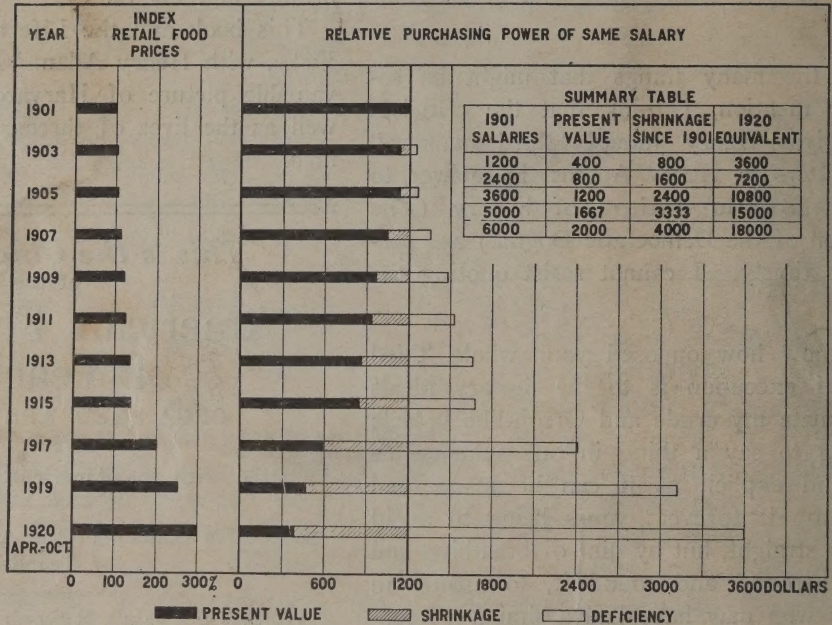 YEAR
INDEX
RETAIL FOOD
PRICES
RELATIVE PURCHASING POWER OF SAME SALARY
SUMMARY TABLE
1901 SALARIES PRESENT VALUE SHRINKAGE SINCE 1901 1920 EQUIVALENT
1200 400 800 3600
2400 800 1600 7200
3600 1200 2400 10800
5000 1667 3333 15000
6000 2000 4000 18000
1901
1903
1905
1907
1909
1911
1913
1915
1917
1919
1920
APR.-OCT.
0 100 200 300% 0 600 1200 1800 2400 3000 3600 DOLLARS
PRESENT VALUE SHRINKAGE DEFICIENCY